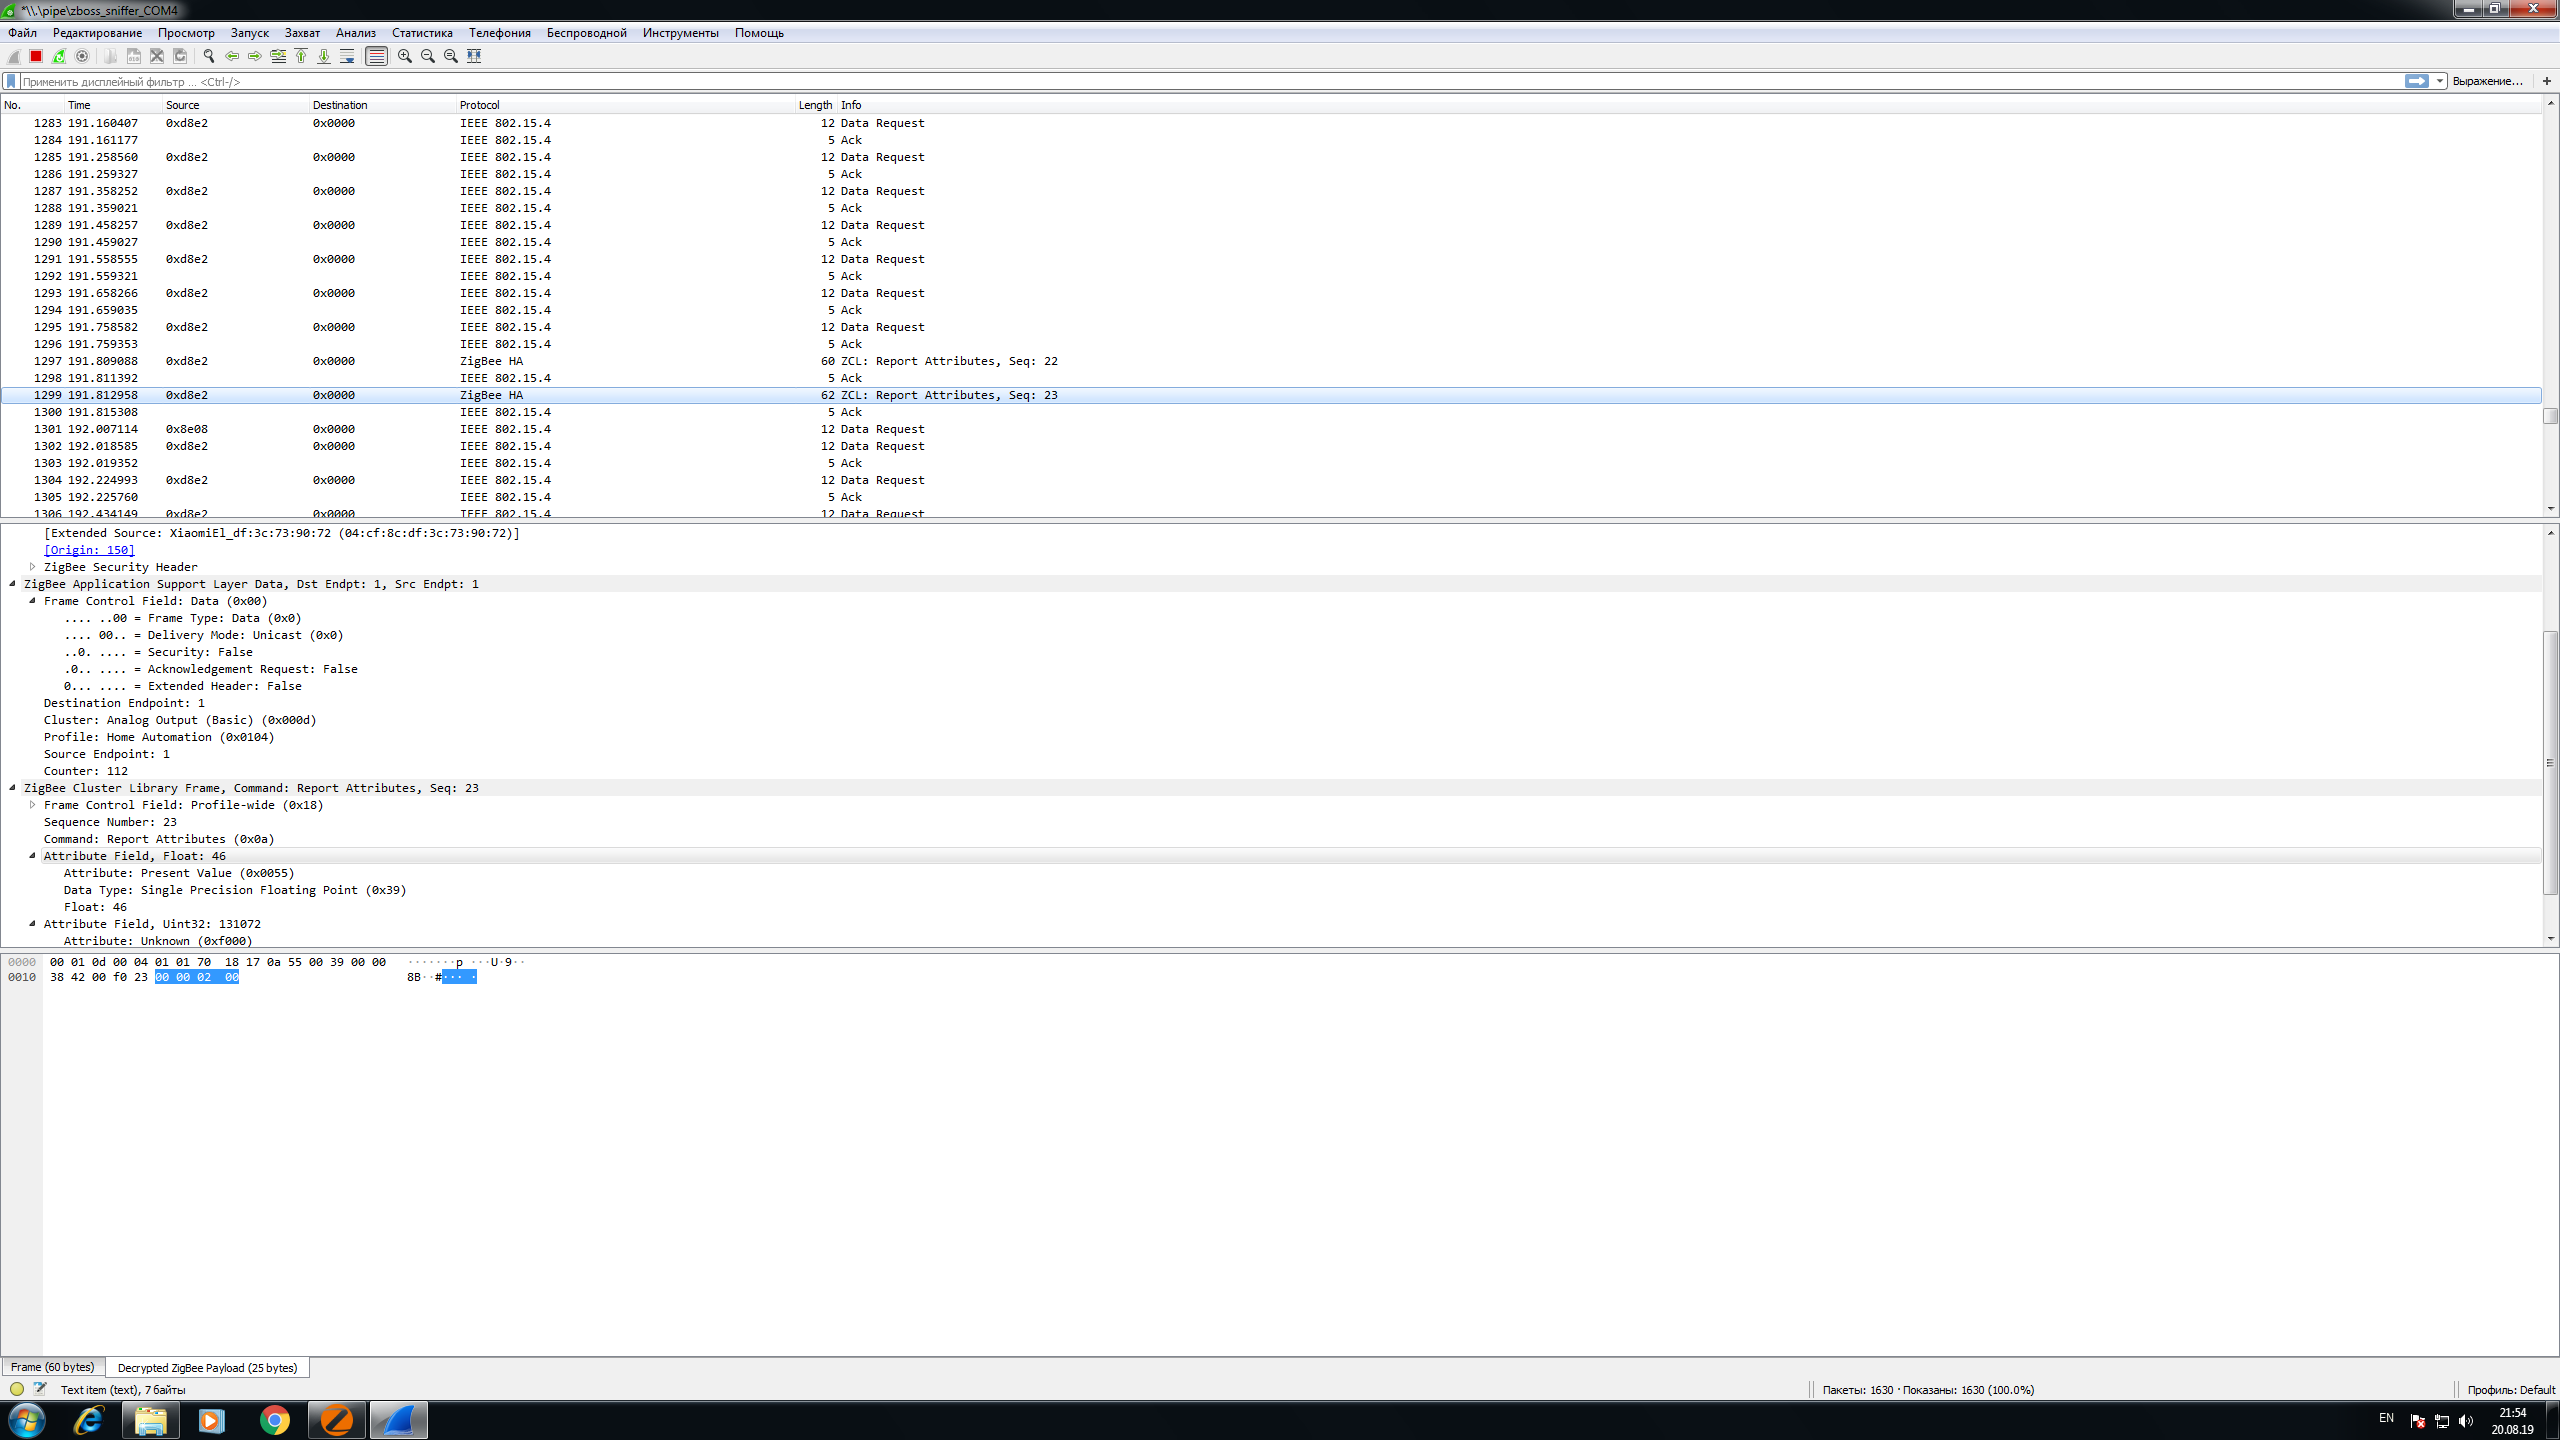 *\\.\pipe\zboss_sniffer_COM4
Файл Редактирование Просмотр Запуск Захват Анализ Статистика Телефония Беспроводной Инструменты Помощь
Применить дисплейный фильтр ... <Ctrl-/> Выражение... +
No. Time Source Destination Protocol Length Info
1283 191.160407 0xd8e2 0x0000 IEEE 802.15.4 12 Data Request
1284 191.161177 IEEE 802.15.4 5 Ack
1285 191.258560 0xd8e2 0x0000 IEEE 802.15.4 12 Data Request
1286 191.259327 IEEE 802.15.4 5 Ack
1287 191.358252 0xd8e2 0x0000 IEEE 802.15.4 12 Data Request
1288 191.359021 IEEE 802.15.4 5 Ack
1289 191.458257 0xd8e2 0x0000 IEEE 802.15.4 12 Data Request
1290 191.459027 IEEE 802.15.4 5 Ack
1291 191.558555 0xd8e2 0x0000 IEEE 802.15.4 12 Data Request
1292 191.559321 IEEE 802.15.4 5 Ack
1293 191.658266 0xd8e2 0x0000 IEEE 802.15.4 12 Data Request
1294 191.659035 IEEE 802.15.4 5 Ack
1295 191.758582 0xd8e2 0x0000 IEEE 802.15.4 12 Data Request
1296 191.759353 IEEE 802.15.4 5 Ack
1297 191.809088 0xd8e2 0x0000 ZigBee HA 60 ZCL: Report Attributes, Seq: 22
1298 191.811392 IEEE 802.15.4 5 Ack
1299 191.812958 0xd8e2 0x0000 ZigBee HA 62 ZCL: Report Attributes, Seq: 23
1300 191.815308 IEEE 802.15.4 5 Ack
1301 192.007114 0x8e08 0x0000 IEEE 802.15.4 12 Data Request
1302 192.018585 0xd8e2 0x0000 IEEE 802.15.4 12 Data Request
1303 192.019352 IEEE 802.15.4 5 Ack
1304 192.224993 0xd8e2 0x0000 IEEE 802.15.4 12 Data Request
1305 192.225760 IEEE 802.15.4 5 Ack
1306 192.434149 0xd8e2 0x0000 IEEE 802.15.4 12 Data Request
[Extended Source: XiaomiEl_df:3c:73:90:72 (04:cf:8c:df:3c:73:90:72)]
[Origin: 150]
ZigBee Security Header
ZigBee Application Support Layer Data, Dst Endpt: 1, Src Endpt: 1
Frame Control Field: Data (0x00)
.... ..00 = Frame Type: Data (0x0)
.... 00.. = Delivery Mode: Unicast (0x0)
..0. .... = Security: False
.0.. .... = Acknowledgement Request: False
0... .... = Extended Header: False
Destination Endpoint: 1
Cluster: Analog Output (Basic) (0x000d)
Profile: Home Automation (0x0104)
Source Endpoint: 1
Counter: 112
ZigBee Cluster Library Frame, Command: Report Attributes, Seq: 23
Frame Control Field: Profile-wide (0x18)
Sequence Number: 23
Command: Report Attributes (0x0a)
Attribute Field, Float: 46
Attribute: Present Value (0x0055)
Data Type: Single Precision Floating Point (0x39)
Float: 46
Attribute Field, Uint32: 131072
Attribute: Unknown (0xf000)
0000 00 01 0d 00 04 01 01 70 18 17 0a 55 00 39 00 00 ·······p ···U·9··
0010 38 42 00 f0 23 00 00 02 00 8B··#··· ·
Frame (60 bytes) Decrypted ZigBee Payload (25 bytes)
Text item (text), 7 байты Пакеты: 1630 · Показаны: 1630 (100.0%) Профиль: Default
EN 21:54
20.08.19